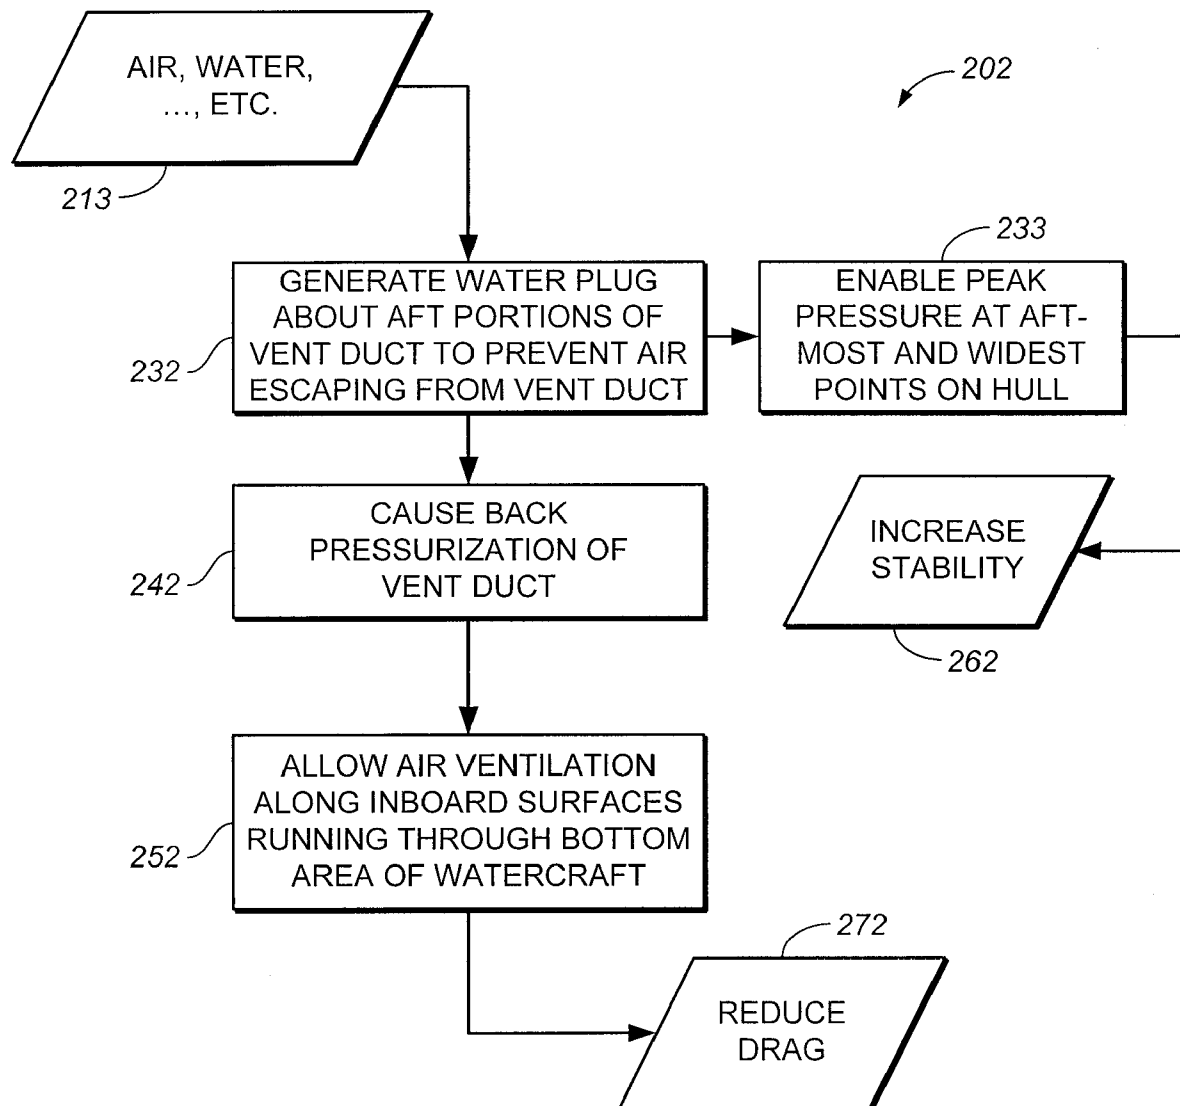 AIR, WATER,
..., ETC.
202
213
233
GENERATE WATER PLUG
ABOUT AFT PORTIONS OF
VENT DUCT TO PREVENT AIR
ESCAPING FROM VENT DUCT
232
ENABLE PEAK
PRESSURE AT AFT-
MOST AND WIDEST
POINTS ON HULL
CAUSE BACK
PRESSURIZATION OF
VENT DUCT
242
INCREASE
STABILITY
262
ALLOW AIR VENTILATION
ALONG INBOARD SURFACES
RUNNING THROUGH BOTTOM
AREA OF WATERCRAFT
252
272
REDUCE
DRAG